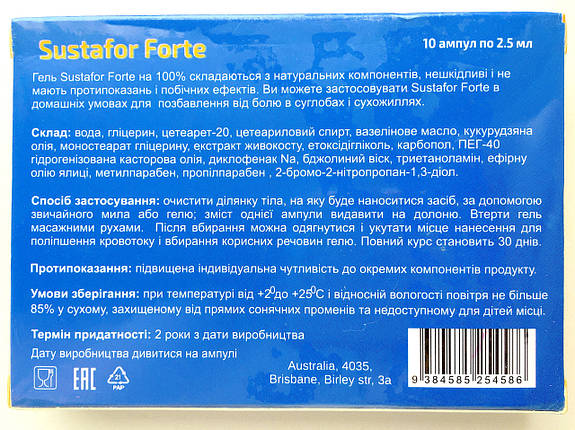 Sustafor Forte
10 ампул по 2.5 мл
Гель Sustafor Forte на 100% складаються з натуральних компонентів, нешкідливі і не
мають протипоказань і побічних ефектів. Ви можете застосовувати Sustafor Forte в
домашніх умовах для позбавлення від болю в суглобах і сухожиллях.
Склад: вода, гліцерин, цетеарет-20, цетеариловий спирт, вазелінове масло, кукурудзяна
олія, моностеарат гліцерину, екстракт живокосту, етоксідігліколь, карбопол, ПЕГ-40
гідрогенізована касторова олія, диклофенак Na, бджолиний віск, триетаноламін, ефірну
олію ялиці, метилпарабен, пропілпарабен , 2-бромо-2-нітропропан-1,3-діол.
Спосіб застосування: очистити ділянку тіла, на яку буде наноситися засіб, за допомогою
звичайного мила або гелю; зміст однієї ампули видавити на долоню. Втерти гель
масажними рухами. Після вбирання можна одягнутися і укутати місце нанесення для
поліпшення кровотоку і вбирання корисних речовин гелю. Повний курс становить 30 днів.
Протипоказання: підвищена індивідуальна чутливість до окремих компонентів продукту.
Умови зберігання: при температурі від +2⁰до +25⁰С і відносній вологості повітря не більше
85% у сухому, захищеному від прямих сонячних променів та недоступному для дітей місці.
Термін придатності: 2 роки з дати виробництва
Дату виробництва дивитися на ампулі
EAC
21
PAP
Australia, 4035,
Brisbane, Birley str, 3a
9 384585 254586